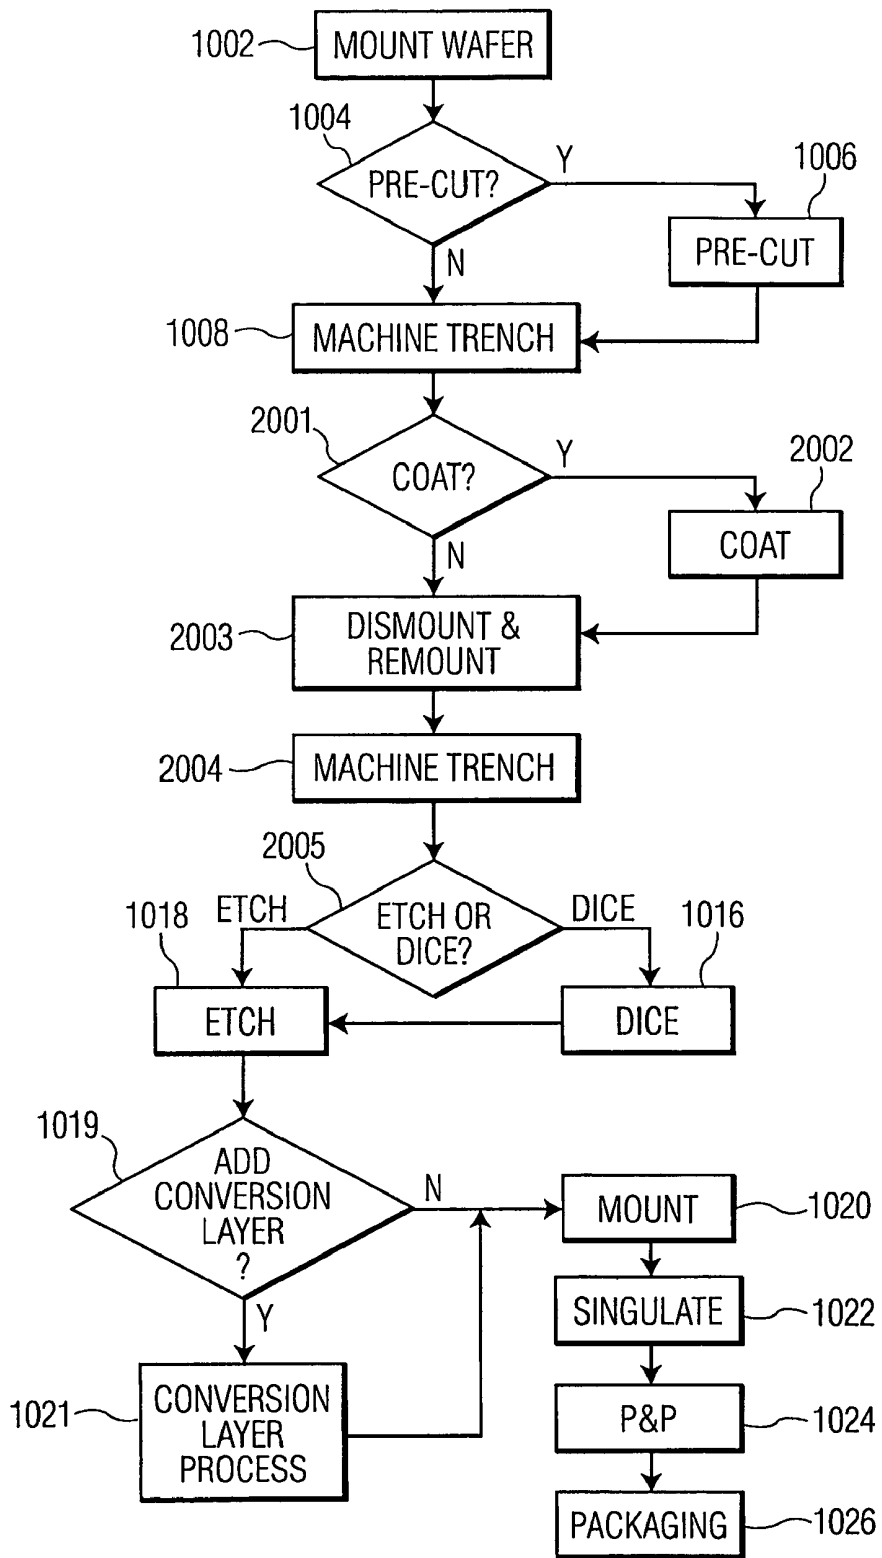 1002
MOUNT WAFER
1004
PRE-CUT?
Y
1006
PRE-CUT
N
1008
MACHINE TRENCH
2001
COAT?
Y
2002
COAT
N
2003
DISMOUNT &
REMOUNT
2004
MACHINE TRENCH
2005
ETCH OR
DICE?
ETCH
DICE
1018
ETCH
1016
DICE
1019
ADD
CONVERSION
LAYER
?
N
MOUNT
1020
SINGULATE
1022
Y
1021
CONVERSION
LAYER
PROCESS
P&P
1024
PACKAGING
1026